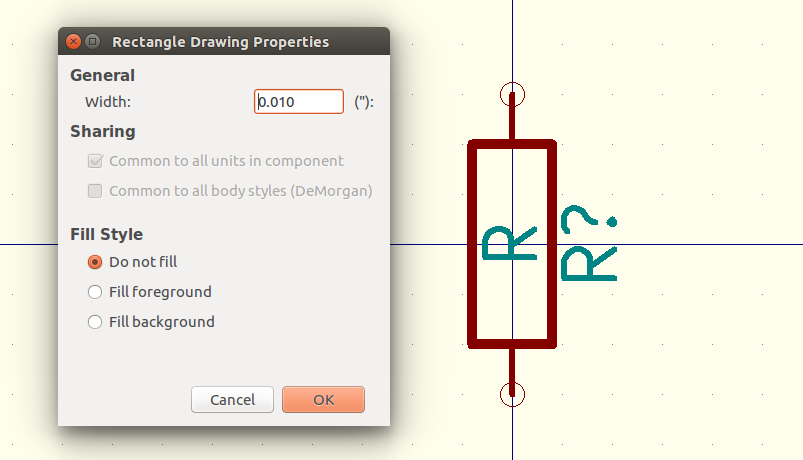 Rectangle Drawing Properties
General
Width:
0.010
("):
Sharing
Common to all units in component
Common to all body styles (DeMorgan)
Fill Style
Do not fill
Fill foreground
Fill background
Cancel
OK
R
R?